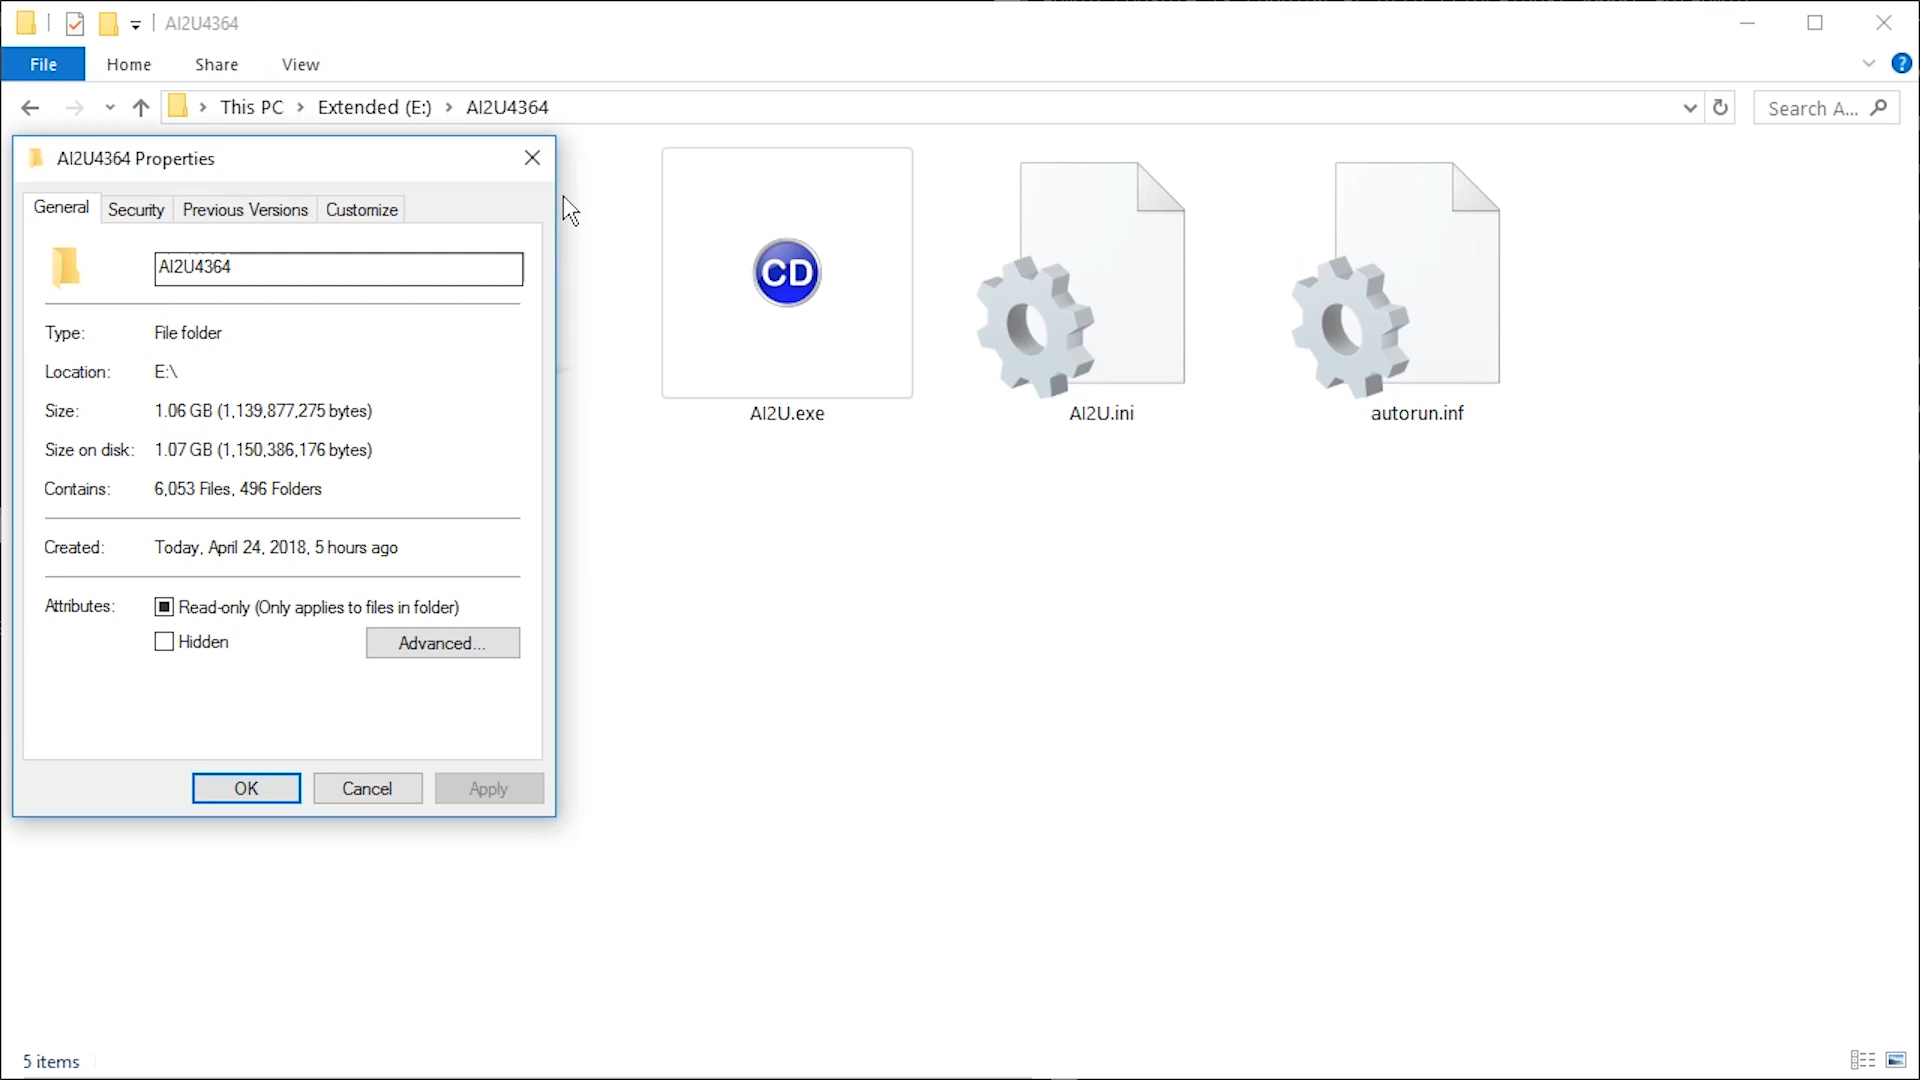 AI2U4364
File Home Share View
This PC Extended (E:) AI2U4364
Search A...
AI2U4364 Properties
General Security Previous Versions Customize
AI2U4364
Type: File folder
Location: E:\
Size: 1.06 GB (1,139,877,275 bytes)
Size on disk: 1.07 GB (1,150,386,176 bytes)
Contains: 6,053 Files, 496 Folders
Created: Today, April 24, 2018, 5 hours ago
Attributes: Read-only (Only applies to files in folder)
Hidden Advanced...
OK Cancel Apply
CD
AI2U.exe
AI2U.ini
autorun.inf
5 items